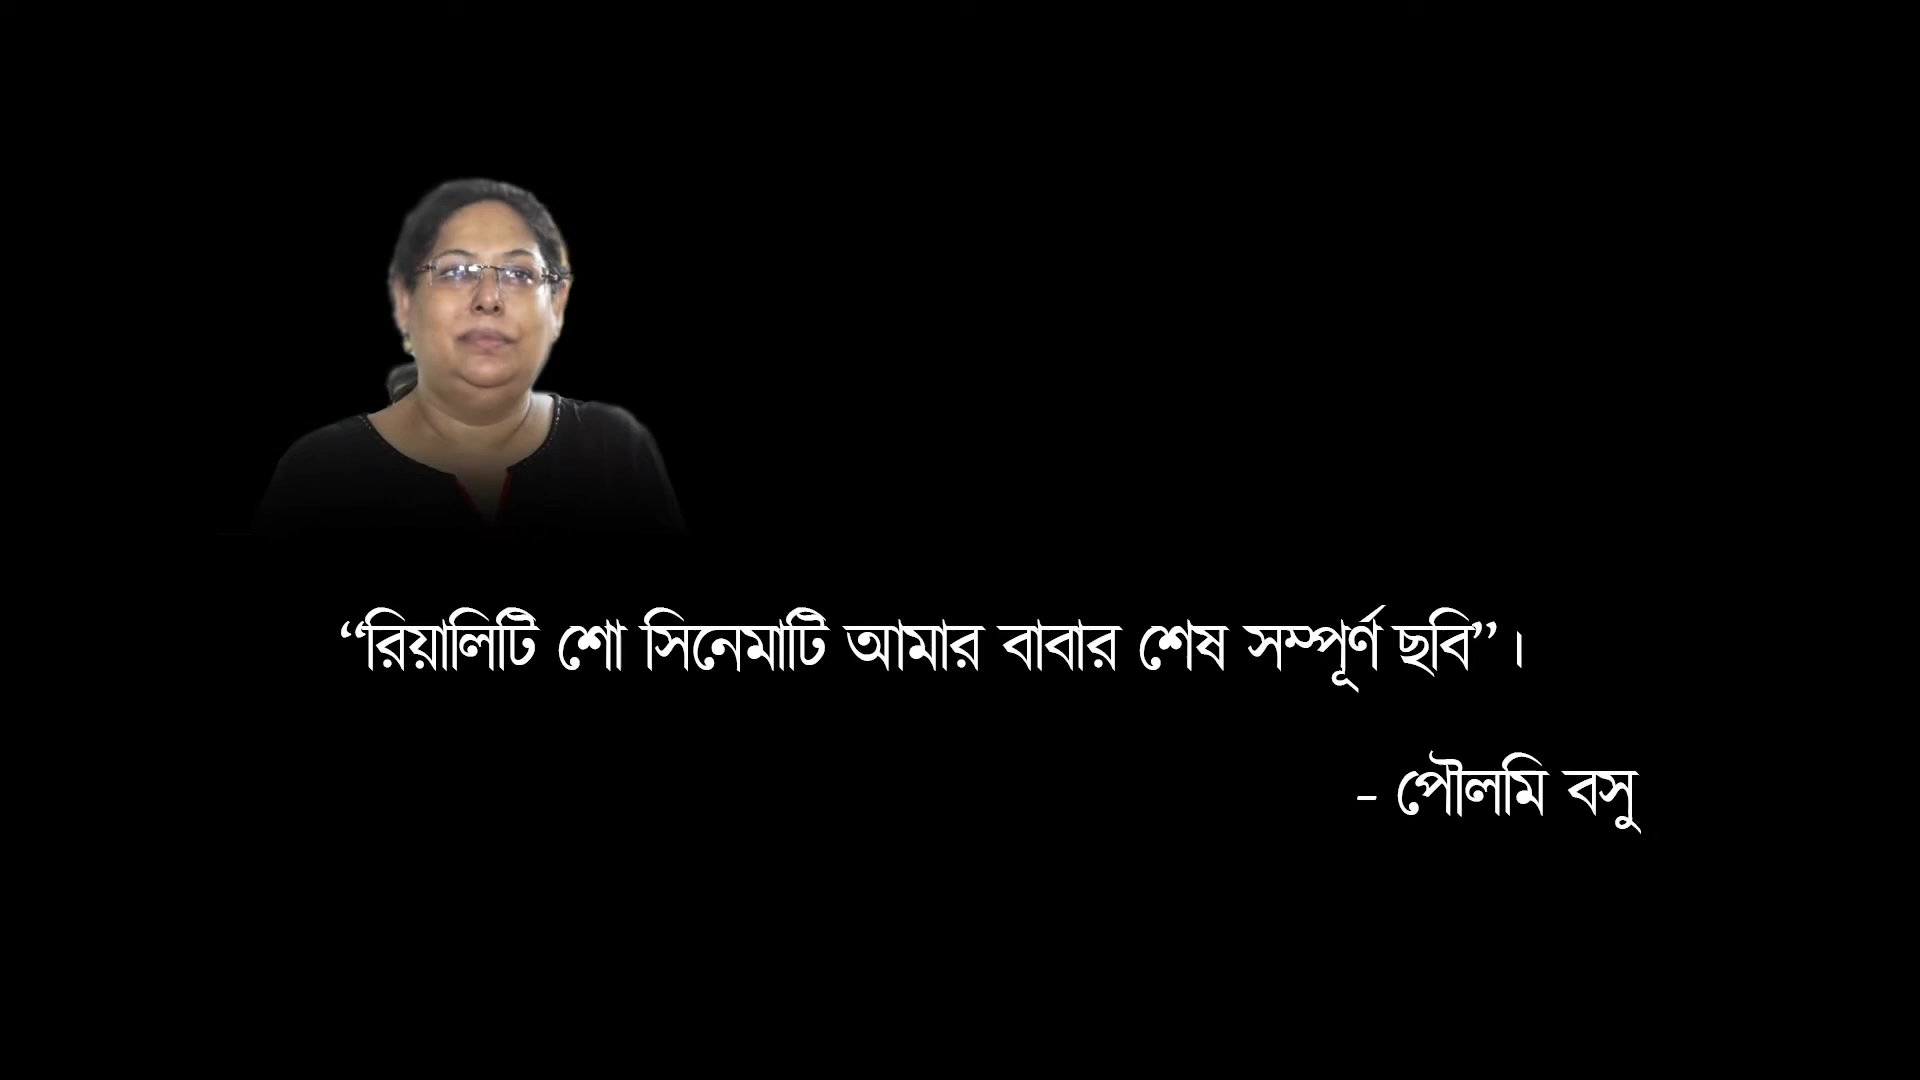 “রিয়ালিটি শো সিনেমাটি আমার বাবার শেষ সম্পূর্ণ ছবি”।
- পৌলমি বসু